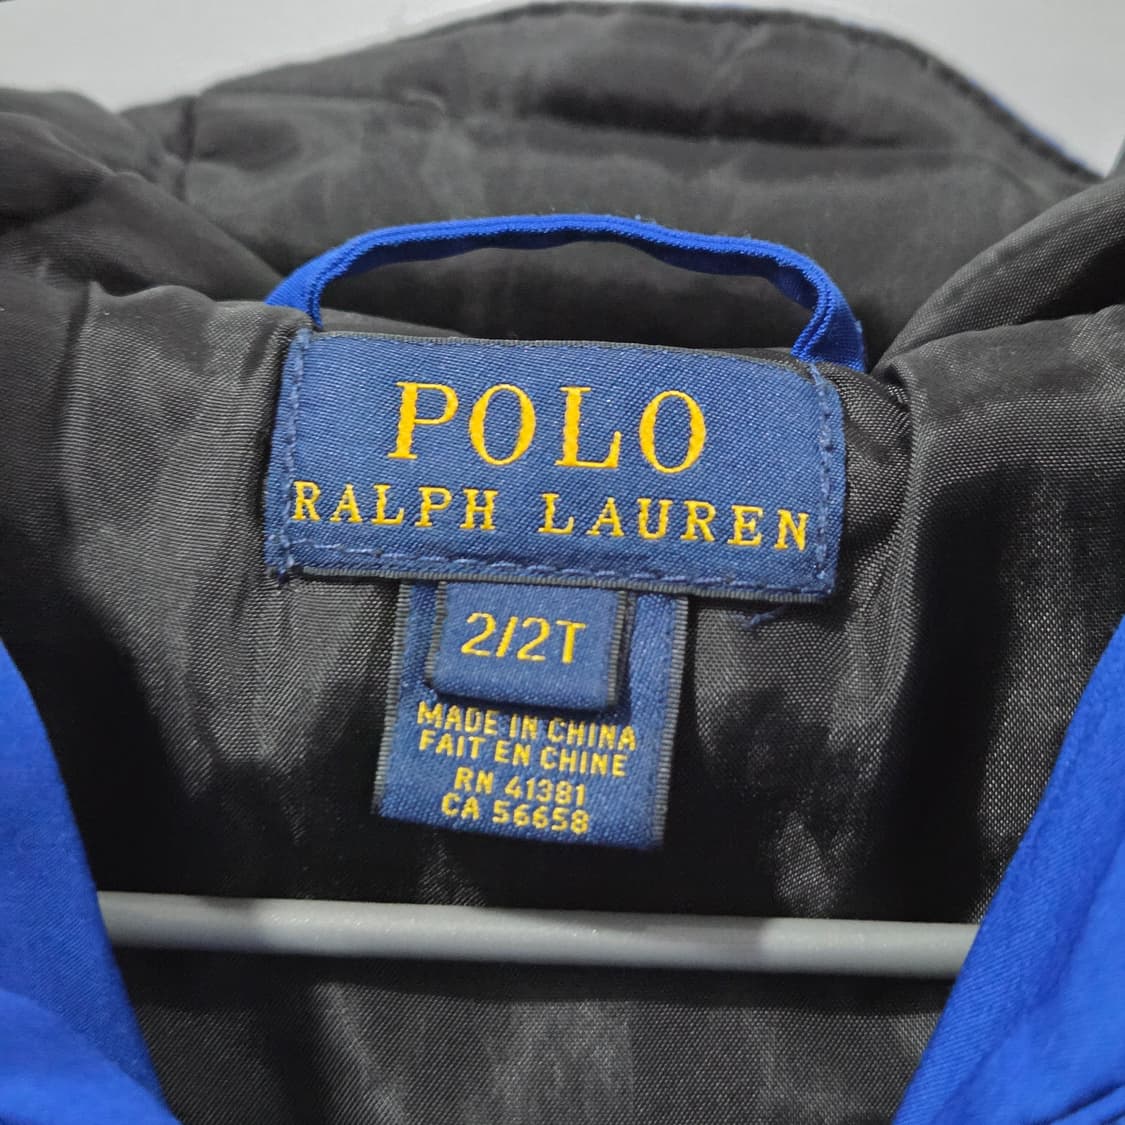 POLO
RALPH LAUREN
2/2T
MADE IN CHINA
FAIT EN CHINE
RN 41381
CA 56658